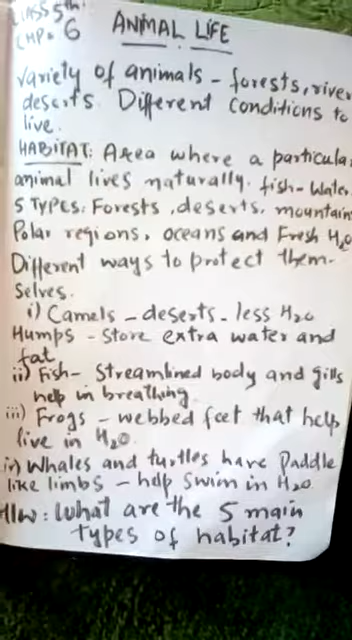 CLASS 5th
CHP. 6 ANIMAL LIFE
Variety of animals - forests, river
deserts. Different conditions to
live.
HABITAT: Area where a particula
animal lives naturally. fish - Water.
5 TYPES: Forests, deserts, mountain
Polar regions, oceans and Fresh H2O
Different ways to protect them-
selves.
i) Camels - deserts - less H2O
Humps - store extra water and
fat
ii) Fish - Streamlined body and gills
help in breathing.
iii) Frogs - webbed feet that help
live in H2O.
iv) Whales and turtles have Paddle
like limbs - help swim in H2O
HW: What are the 5 main
types of habitat?